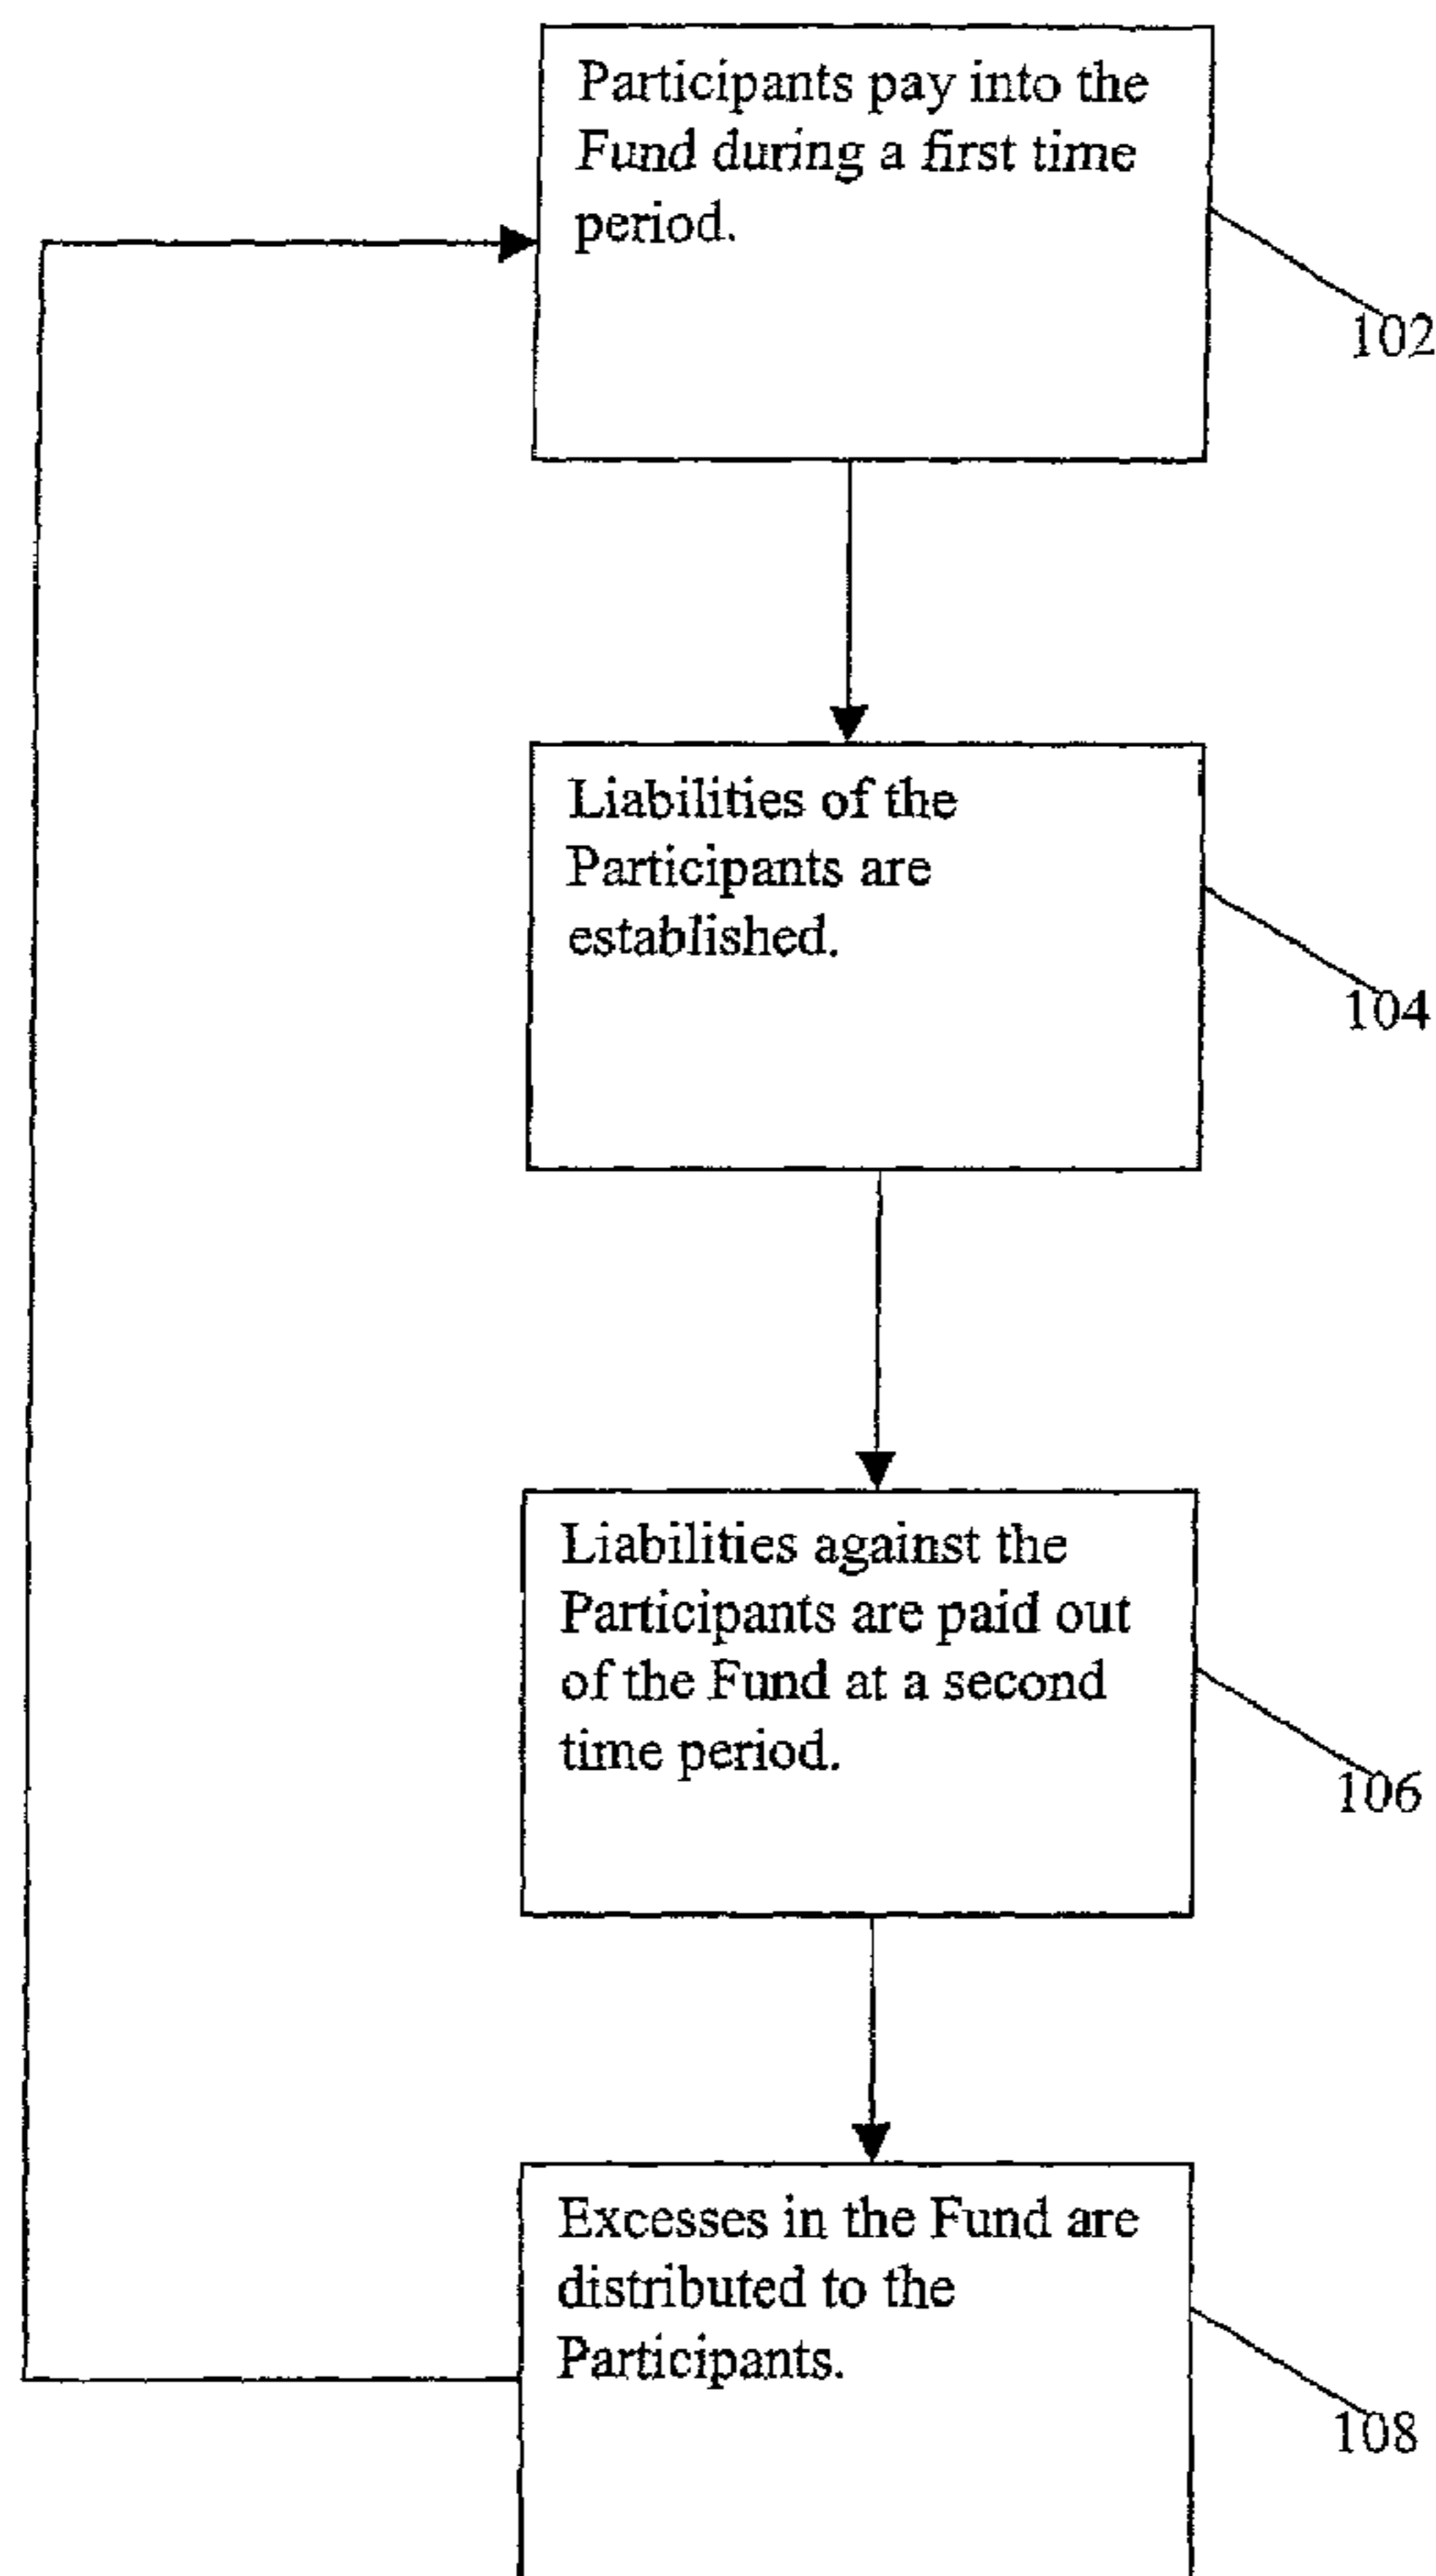 Participants pay into the
Fund during a first time
period.
102
Liabilities of the
Participants are
established.
104
Liabilities against the
Participants are paid out
of the Fund at a second
time period.
106
Excesses in the Fund are
distributed to the
Participants.
108